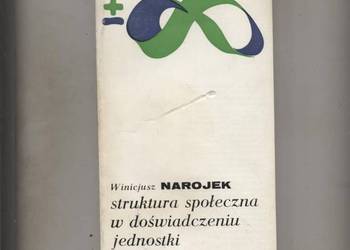 +
Winicjusz NAROJEK
struktura społeczna
w doświadczeniu
jednostki